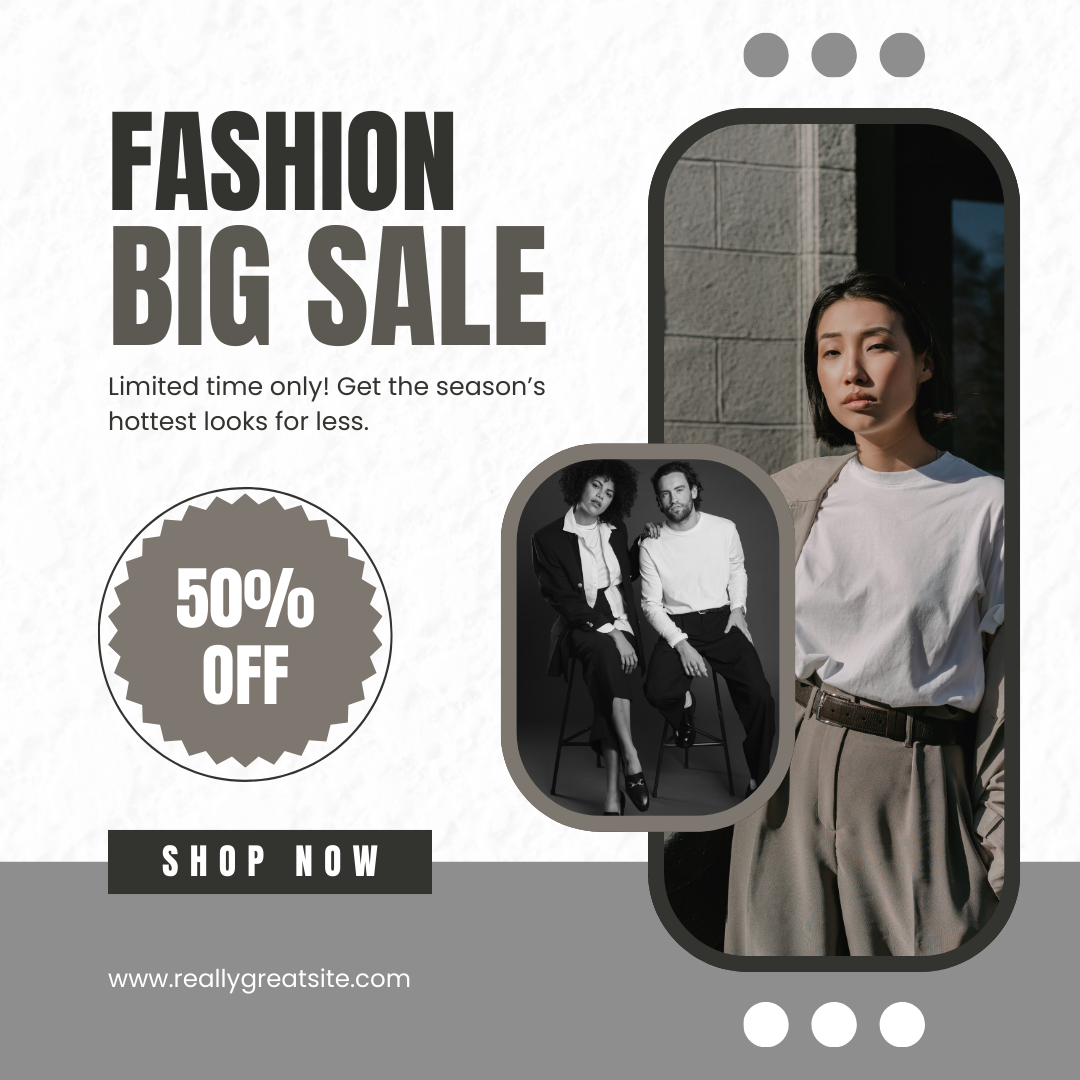 FASHION
BIG SALE
Limited time only! Get the season’s
hottest looks for less.
50%
OFF
SHOP NOW
www.reallygreatsite.com